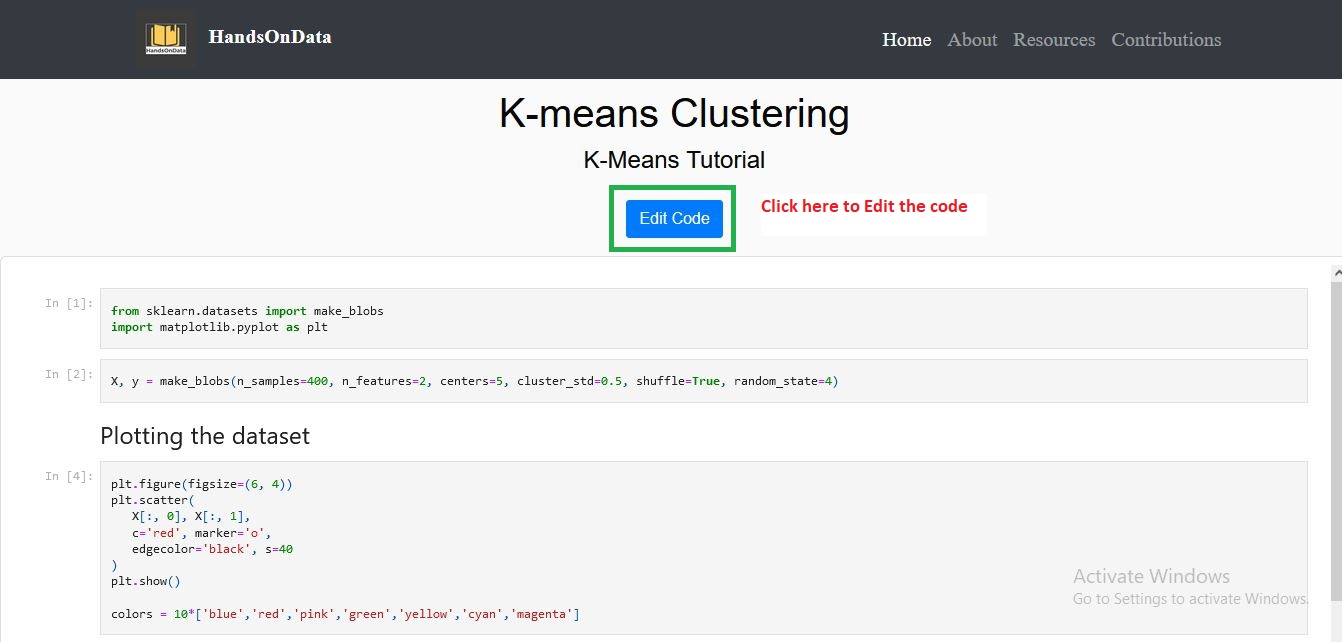 HandsOnData
HandsOnData
Home About Resources Contributions
K-means Clustering
K-Means Tutorial
Edit Code
Click here to Edit the code
In [1]:
from sklearn.datasets import make_blobs
import matplotlib.pyplot as plt
In [2]:
X, y = make_blobs(n_samples=400, n_features=2, centers=5, cluster_std=0.5, shuffle=True, random_state=4)
Plotting the dataset
In [4]:
plt.figure(figsize=(6, 4))
plt.scatter(
   X[:, 0], X[:, 1],
   c='red', marker='o',
   edgecolor='black', s=40
)
plt.show()
colors = 10*['blue','red','pink','green','yellow','cyan','magenta']
Activate Windows
Go to Settings to activate Windows.